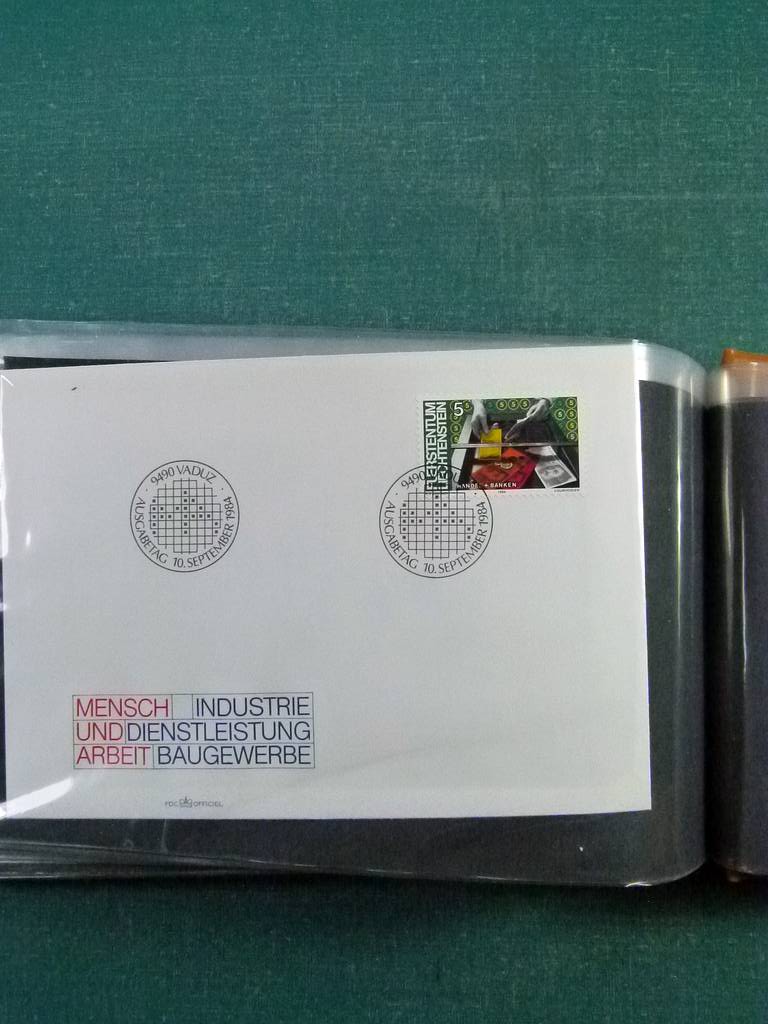 5
FÜRSTENTUM
LIECHTENSTEIN
HANDEL + BANKEN
1984
9490 VADUZ
AUSGABETAG 10. SEPTEMBER 1984
9490 VADUZ
AUSGABETAG 10. SEPTEMBER 1984
MENSCH INDUSTRIE
UND DIENSTLEISTUNG
ARBEIT BAUGEWERBE
FDC OFFICIEL